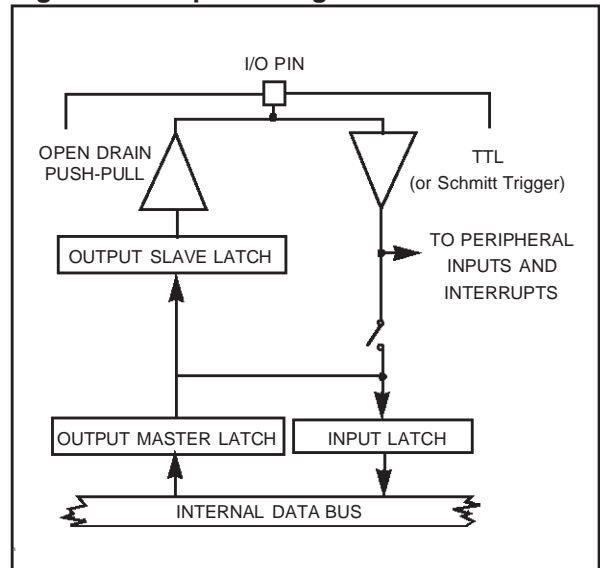 I/O PIN
OPEN DRAIN
PUSH-PULL
TTL
(or Schmitt Trigger)
TO PERIPHERAL
INPUTS AND
INTERRUPTS
OUTPUT SLAVE LATCH
OUTPUT MASTER LATCH
INPUT LATCH
INTERNAL DATA BUS